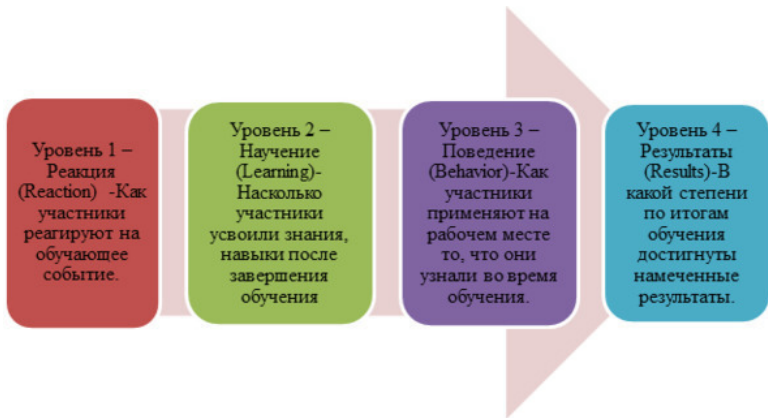 Уровень 1 –
Реакция
(Reaction) -Как
участники
реагируют на
обучающее
событие.
Уровень 2 –
Научение
(Learning)-
Насколько
участники
усвоили знания,
навыки после
завершения
обучения
Уровень 3 –
Поведение
(Behavior)-Как
участники
применяют на
рабочем месте
то, что они
узнали во время
обучения.
Уровень 4 –
Результаты
(Results)-В
какой степени
по итогам
обучения
достигнуты
намеченные
результаты.